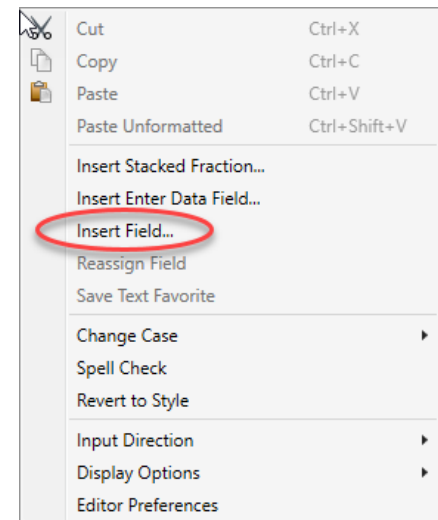 Cut Ctrl+X
Copy Ctrl+C
Paste Ctrl+V
Paste Unformatted Ctrl+Shift+V
Insert Stacked Fraction...
Insert Enter Data Field...
Insert Field...
Reassign Field
Save Text Favorite
Change Case
Spell Check
Revert to Style
Input Direction
Display Options
Editor Preferences